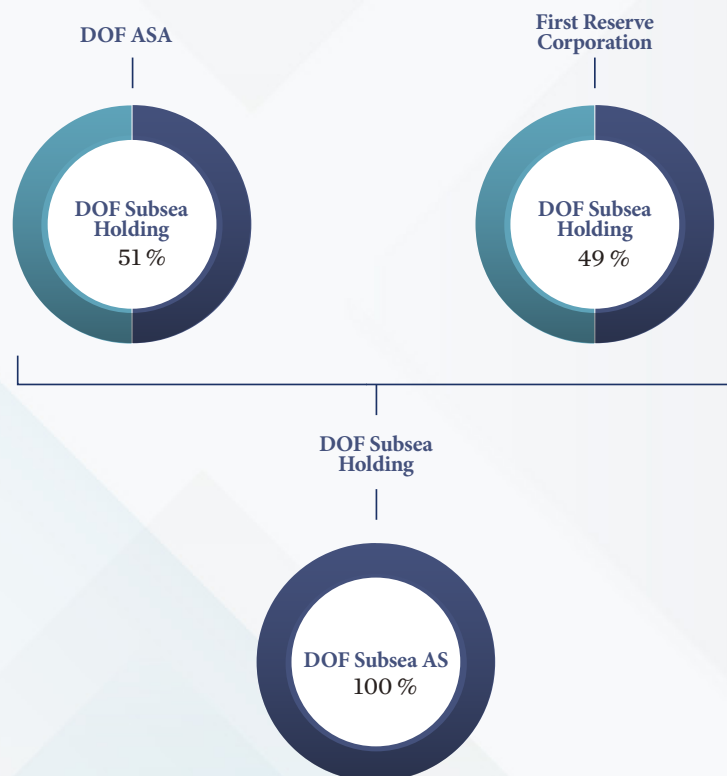 DOF ASA
First Reserve
Corporation
DOF Subsea
Holding
51 %
DOF Subsea
Holding
49 %
DOF Subsea
Holding
DOF Subsea AS
100 %